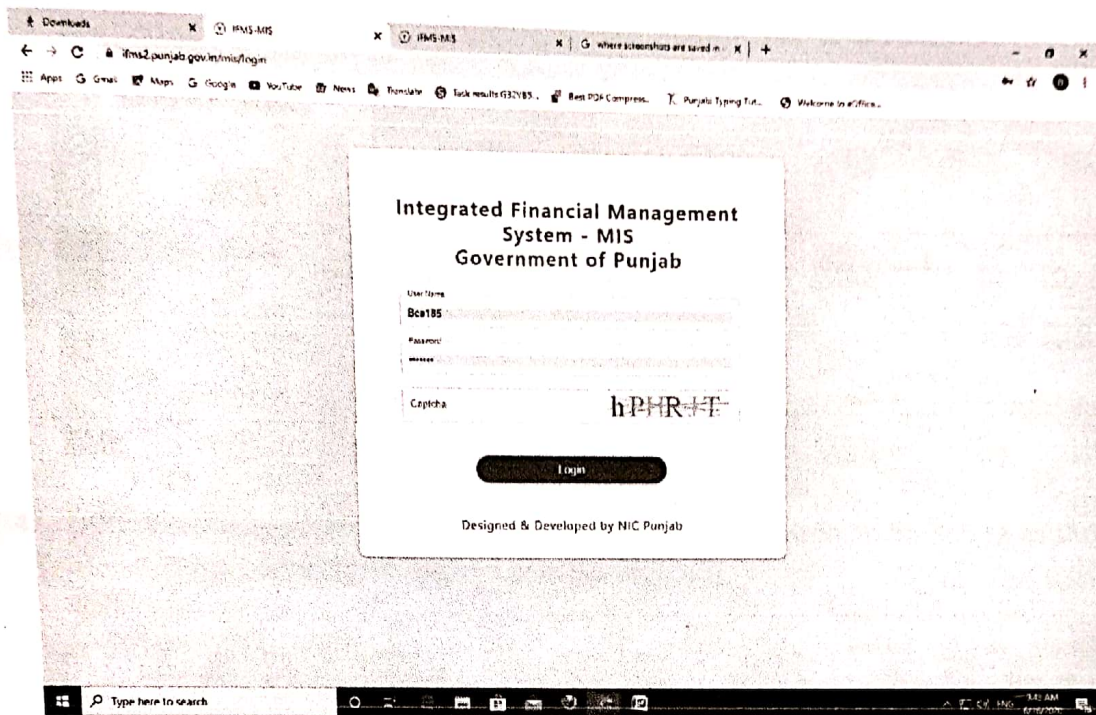 Downloads
IFMS-MIS
IFMS-MIS
where screenshots are saved in
ifms2.punjab.gov.in/mis/login
Apps
Gmail
Maps
Google
YouTube
News
Translate
Task results
Best PDF Compress...
Punjabi Typing Tut...
Welcome to eOffice...
Integrated Financial Management
System - MIS
Government of Punjab
User Name
Bca185
Password
Captcha
Login
Designed & Developed by NIC Punjab
Type here to search
ENG